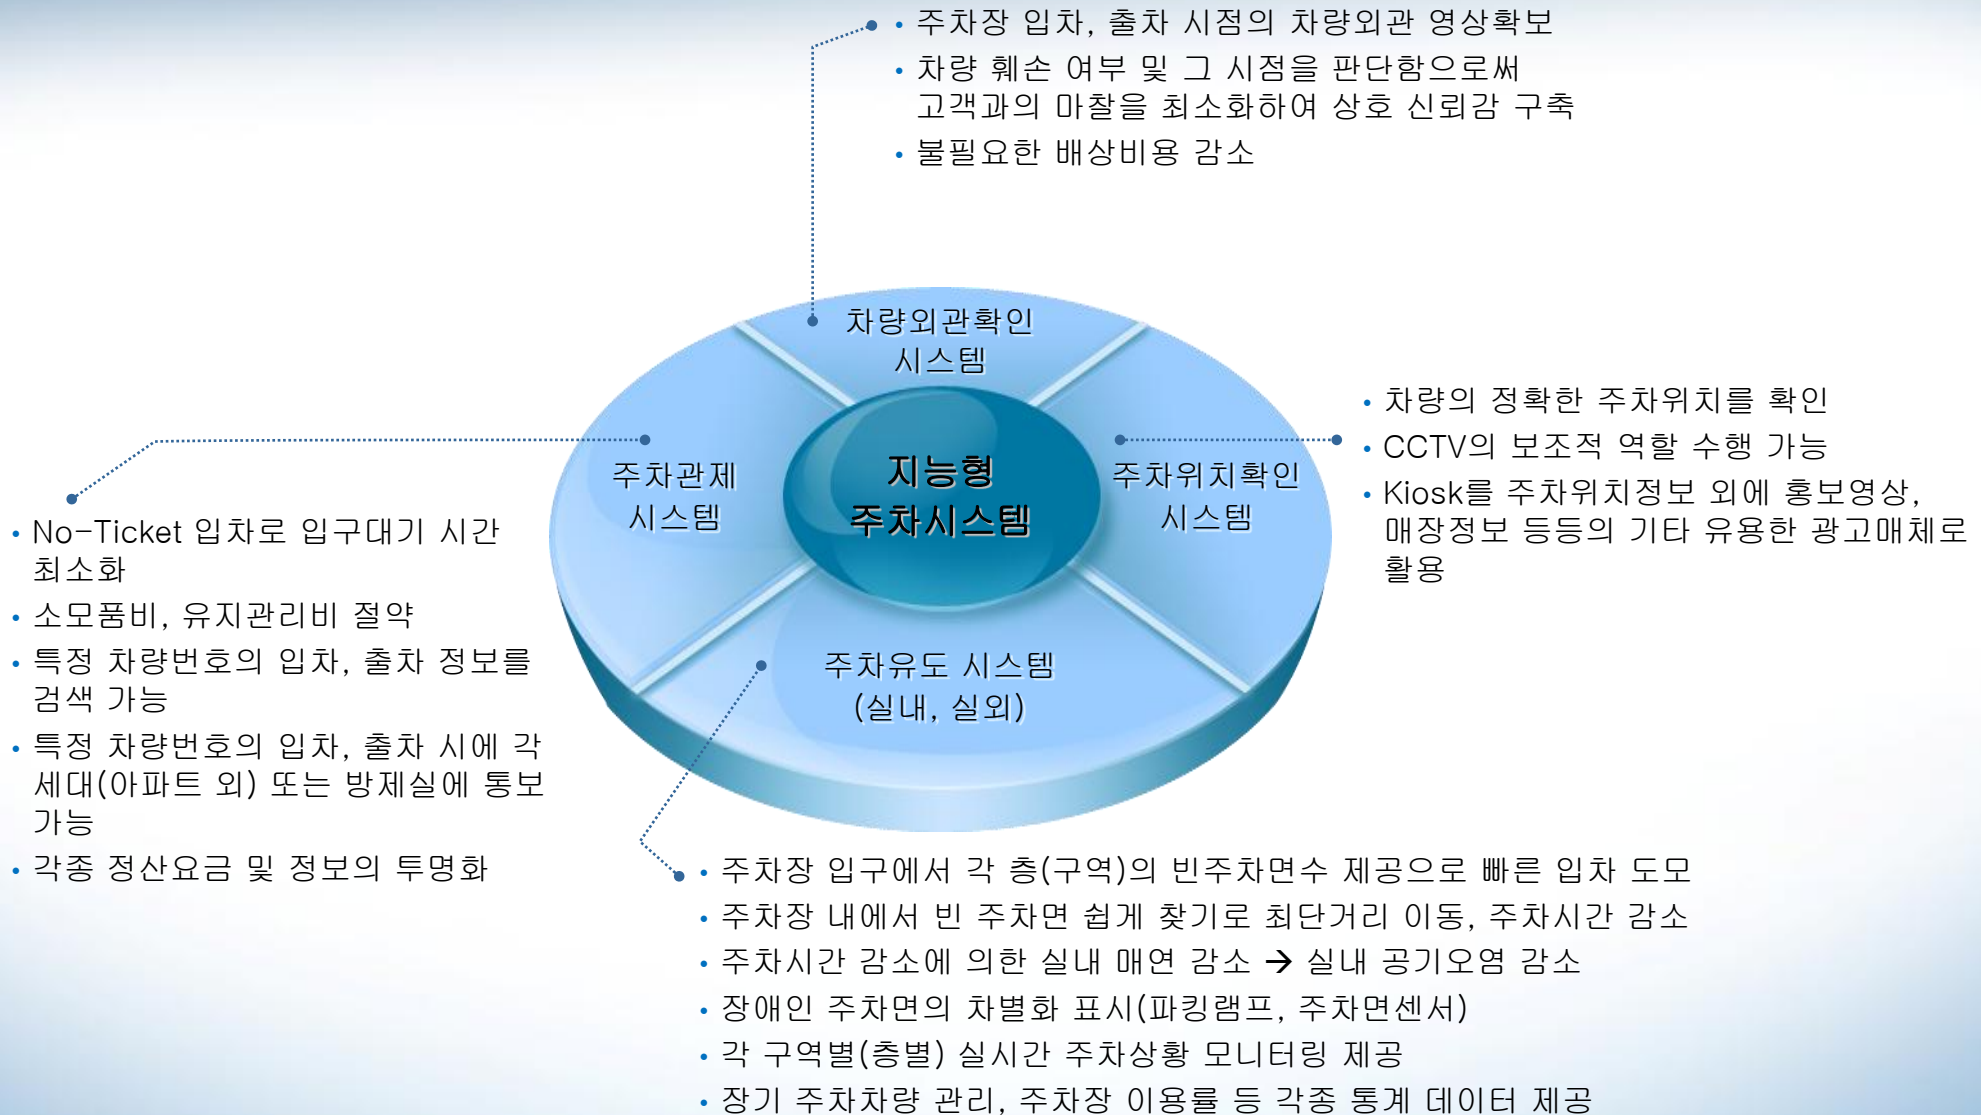 • 주차장 입차, 출차 시점의 차량외관 영상확보
• 차량 훼손 여부 및 그 시점을 판단함으로써
고객과의 마찰을 최소화하여 상호 신뢰감 구축
• 불필요한 배상비용 감소
차량외관확인
시스템
주차관제
시스템
지능형
주차시스템
주차위치확인
시스템
주차유도 시스템
(실내, 실외)
• 차량의 정확한 주차위치를 확인
• CCTV의 보조적 역할 수행 가능
• Kiosk를 주차위치정보 외에 홍보영상,
매장정보 등등의 기타 유용한 광고매체로
활용
• No-Ticket 입차로 입구대기 시간
최소화
• 소모품비, 유지관리비 절약
• 특정 차량번호의 입차, 출차 정보를
검색 가능
• 특정 차량번호의 입차, 출차 시에 각
세대(아파트 외) 또는 방제실에 통보
가능
• 각종 정산요금 및 정보의 투명화
• 주차장 입구에서 각 층(구역)의 빈주차면수 제공으로 빠른 입차 도모
• 주차장 내에서 빈 주차면 쉽게 찾기로 최단거리 이동, 주차시간 감소
• 주차시간 감소에 의한 실내 매연 감소 → 실내 공기오염 감소
• 장애인 주차면의 차별화 표시(파킹램프, 주차면센서)
• 각 구역별(층별) 실시간 주차상황 모니터링 제공
• 장기 주차차량 관리, 주차장 이용률 등 각종 통계 데이터 제공